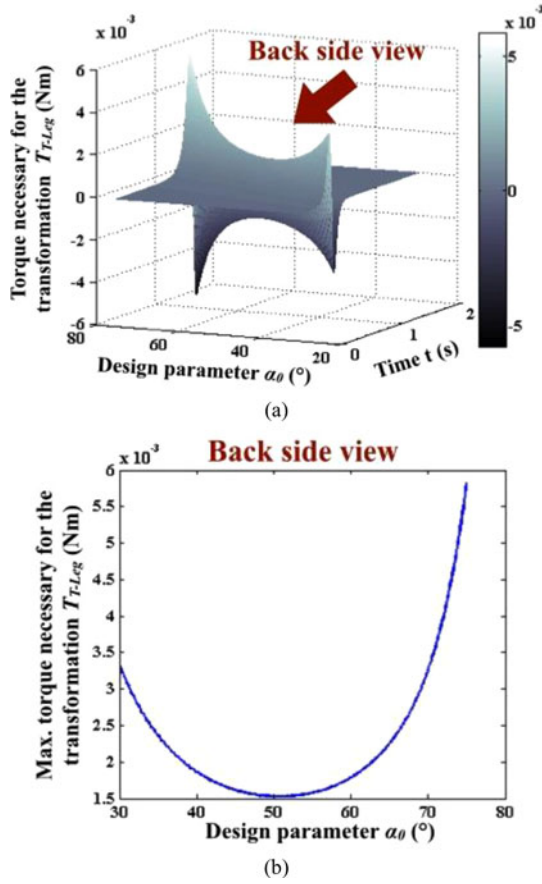 x 10⁻³
Back side view
5
0
-5
x 10⁻³
6
4
2
0
-2
-4
-6
Torque necessary for the
transformation T_T-Leg (Nm)
80
60
40
20
Design parameter α₀ (°)
0
1
2
Time t (s)
(a)
Back side view
x 10⁻³
6
5.5
5
4.5
4
3.5
3
2.5
2
1.5
Max. torque necessary for the
transformation T_T-Leg (Nm)
30
40
50
60
70
80
Design parameter α₀ (°)
(b)